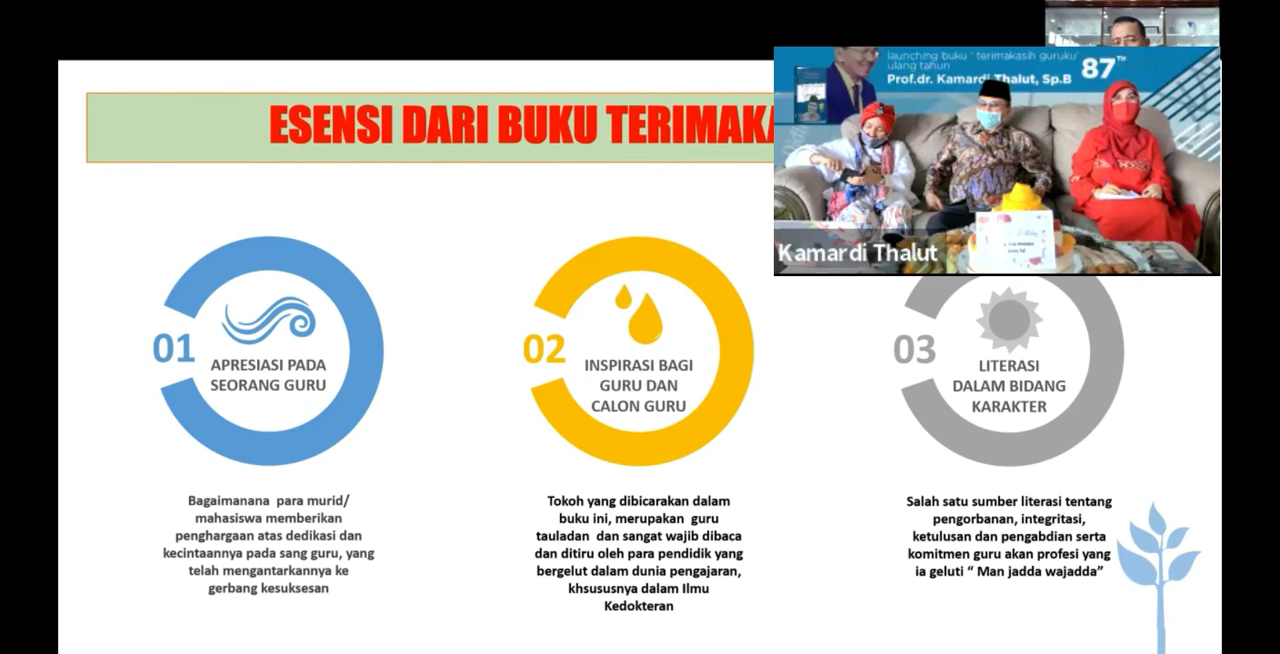 ESENSI DARI BUKU
launching buku " terimakasih guruku"
ulang tahun
Prof.dr. Kamardi Thalut, Sp.B
87TH
Kamardi Thalut
01
APRESIASI PADA
SEORANG GURU
Bagaimanana para murid/
mahasiswa memberikan
penghargaan atas dedikasi dan
kecintaannya pada sang guru, yang
telah mengantarkannya ke
gerbang kesuksesan
02
INSPIRASI BAGI
GURU DAN
CALON GURU
Tokoh yang dibicarakan dalam
buku ini, merupakan guru
tauladan dan sangat wajib dibaca
dan ditiru oleh para pendidik yang
bergelut dalam dunia pengajaran,
khsususnya dalam Ilmu
Kedokteran
03
LITERASI
DALAM BIDANG
KARAKTER
Salah satu sumber literasi tentang
pengorbanan, integritasi,
ketulusan dan pengabdian serta
komitmen guru akan profesi yang
ia geluti “ Man jadda wajadda”